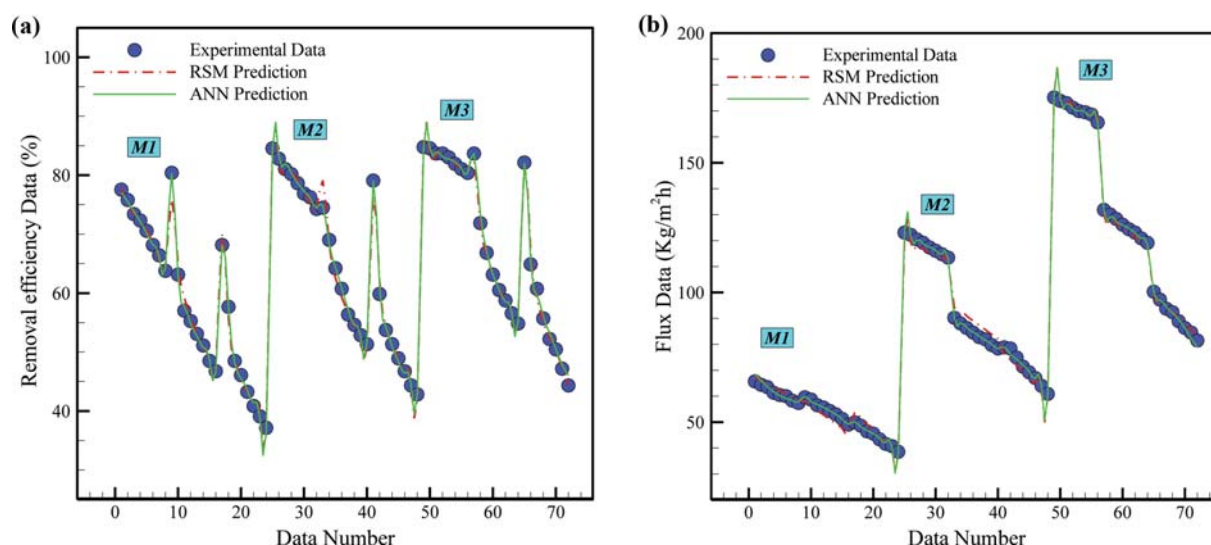 (a)
Experimental Data
RSM Prediction
ANN Prediction
M1
M2
M3
Removal efficiency Data (%)
100
80
60
40
0 10 20 30 40 50 60 70
Data Number
(b)
Experimental Data
RSM Prediction
ANN Prediction
M1
M2
M3
Flux Data (Kg/m²h)
200
150
100
50
0 10 20 30 40 50 60 70
Data Number